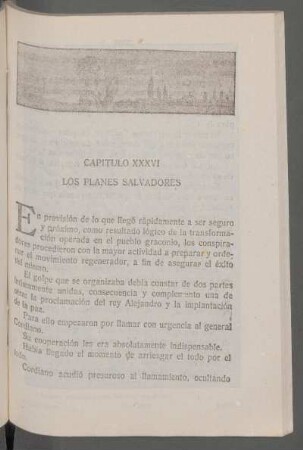 CAPITULO XXXVI
LOS PLANES SALVADORES
En previsión de lo que llegó rápidamente a ser seguro
y próximo, como resultado lógico de la transforma-
ción operada en el pueblo graconio, los conspira-
dores procedieron con la mayor actividad a preparar y orde-
nar el movimiento regenerador, a fin de asegurar el éxito
del mismo.
El golpe que se organizaba debía constar de dos partes
íntimamente unidas, consecuencia y complemento una de
otra: la proclamación del rey Alejandro y la implantación
de la paz.
Para ello empezaron por llamar con urgencia al general
Cordiano.
Su cooperación les era absolutamente indispensable.
Había llegado el momento de arriesgar el todo por el
todo.
Cordiano acudió presuroso al llamamiento, ocultando